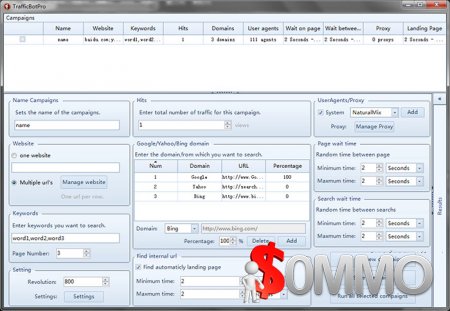 TrafficBotPro
Campaigns
Name Website Keywords Hits Domains User agents Wait on page Wait betwee... Proxy Landing Page
name baidu.com;y... word1,word2... 1 3 domains 111 agents 2 Seconds ~... 2 Seconds ~... 0 proxys 2 Seconds ~...
Name Campaigns
Sets the name of the campaigns.
name
Website
one website
Multiple url's Manage website
One url per row.
Keywords
Enter keywords you want to search.
word1,word2,word3
Page Number: 3
Setting
Revolution: 800
Settings: Settings
Hits
Enter total number of traffic for this campaign.
1 views
Google/Yahoo/Bing domain
Enter the domain,from which you want to search.
Num Domain URL Percentage
1 Google http://www.Go... 100
2 Yahoo http://search... 0
3 Bing http://www.bi... 0
Domain Bing http://www.bing.com/
Percentage: 100 % Delete Add
Find internal url
Find automaticly landing page
Minimum time: 2
Maxmum time: 2
UserAgents/Proxy
System NaturalMix Add
Proxy: Manage Proxy
Page wait time
Random time between page
Minimum time: 2 Seconds
Maxmum time: 2 Seconds
Search wait time
Random time between searchs
Minimum time: 2 Seconds
Maxmum time: 2 Seconds
Run all selected compaigns
Results
$OMMO